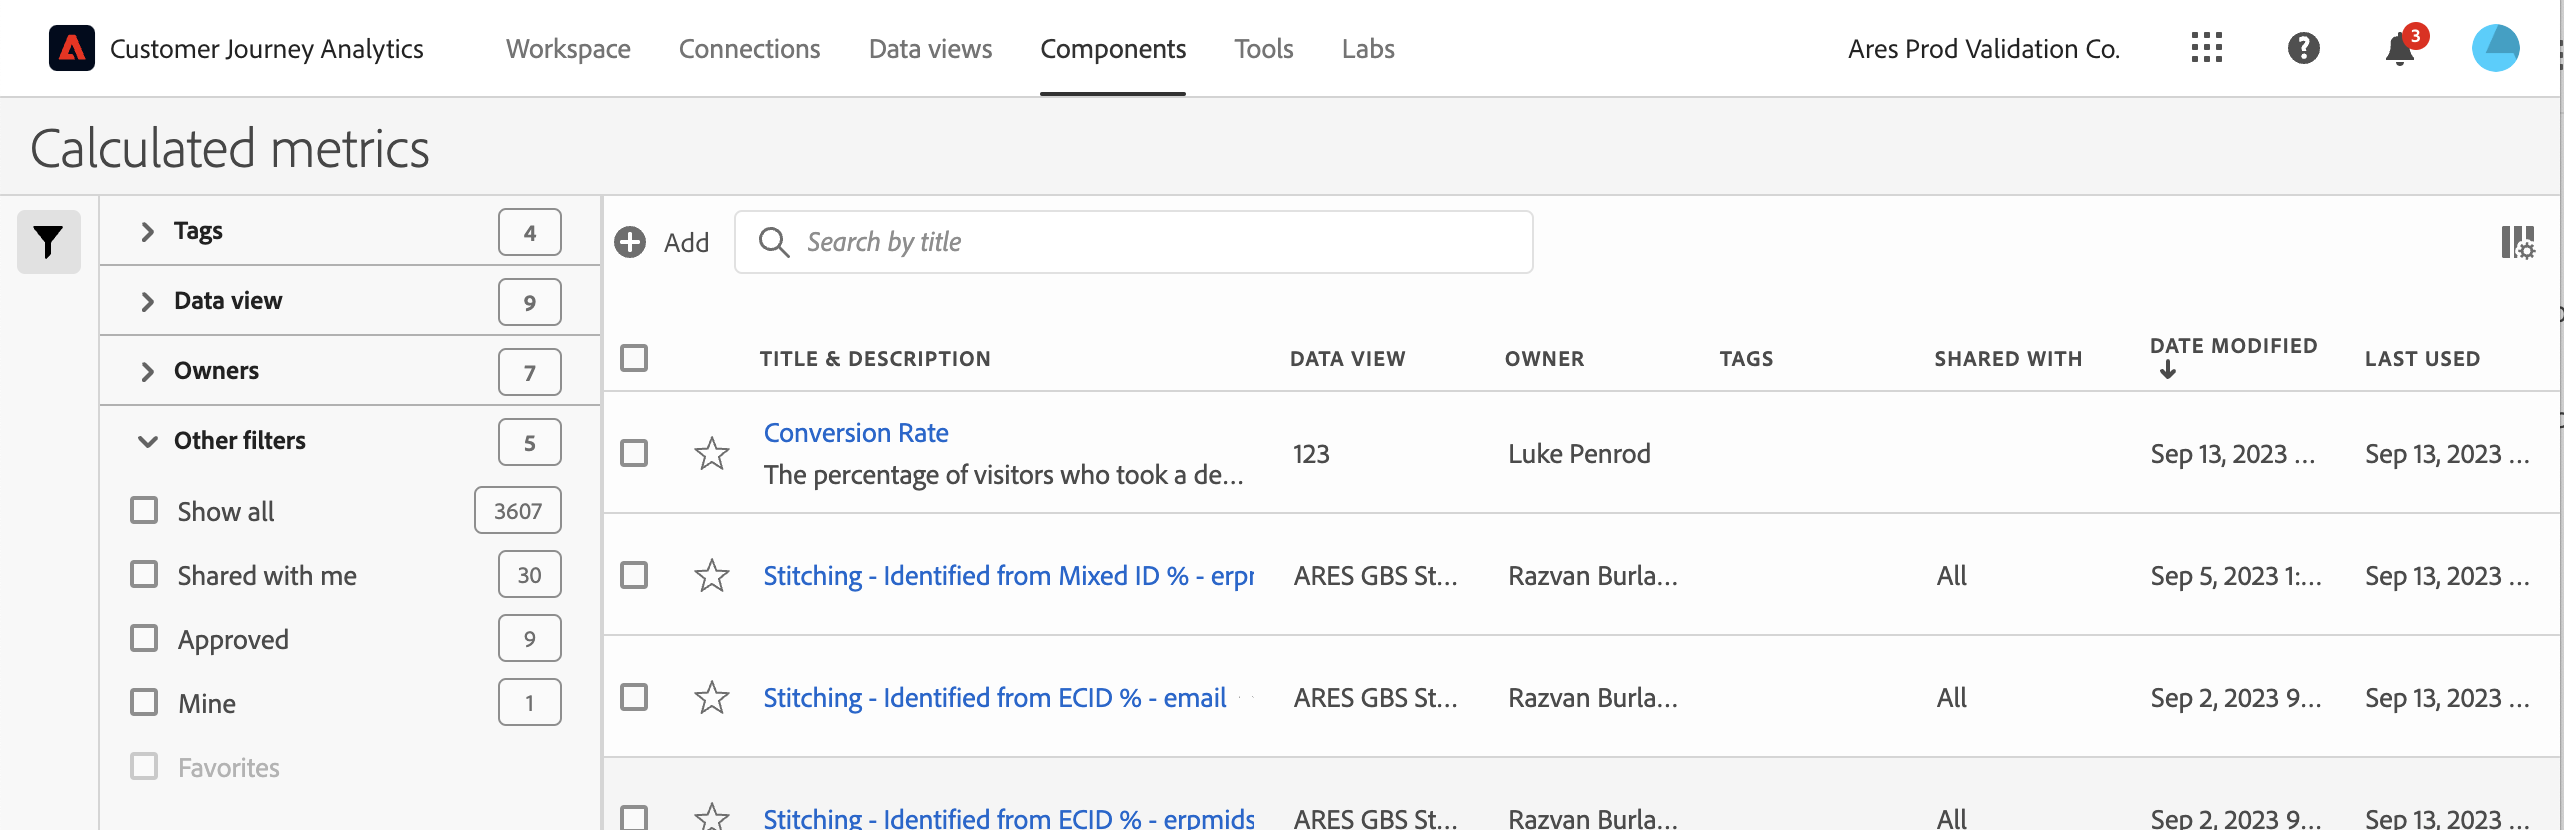 Customer Journey Analytics Workspace Connections Data views Components Tools Labs Ares Prod Validation Co. 3
Calculated metrics
Tags 4
Data view 9
Owners 7
Other filters 5
Show all 3607
Shared with me 30
Approved 9
Mine 1
Favorites
Add Search by title
TITLE & DESCRIPTION DATA VIEW OWNER TAGS SHARED WITH DATE MODIFIED LAST USED
Conversion Rate
The percentage of visitors who took a de... 123 Luke Penrod Sep 13, 2023 ... Sep 13, 2023 ...
Stitching - Identified from Mixed ID % - erpr ARES GBS St... Razvan Burla... All Sep 5, 2023 1:... Sep 13, 2023 ...
Stitching - Identified from ECID % - email ARES GBS St... Razvan Burla... All Sep 2, 2023 9... Sep 13, 2023 ...
Stitching - Identified from ECID % - erpmids ARES GBS St... Razvan Burla... All Sep 2, 2023 9... Sep 13, 2023 ...